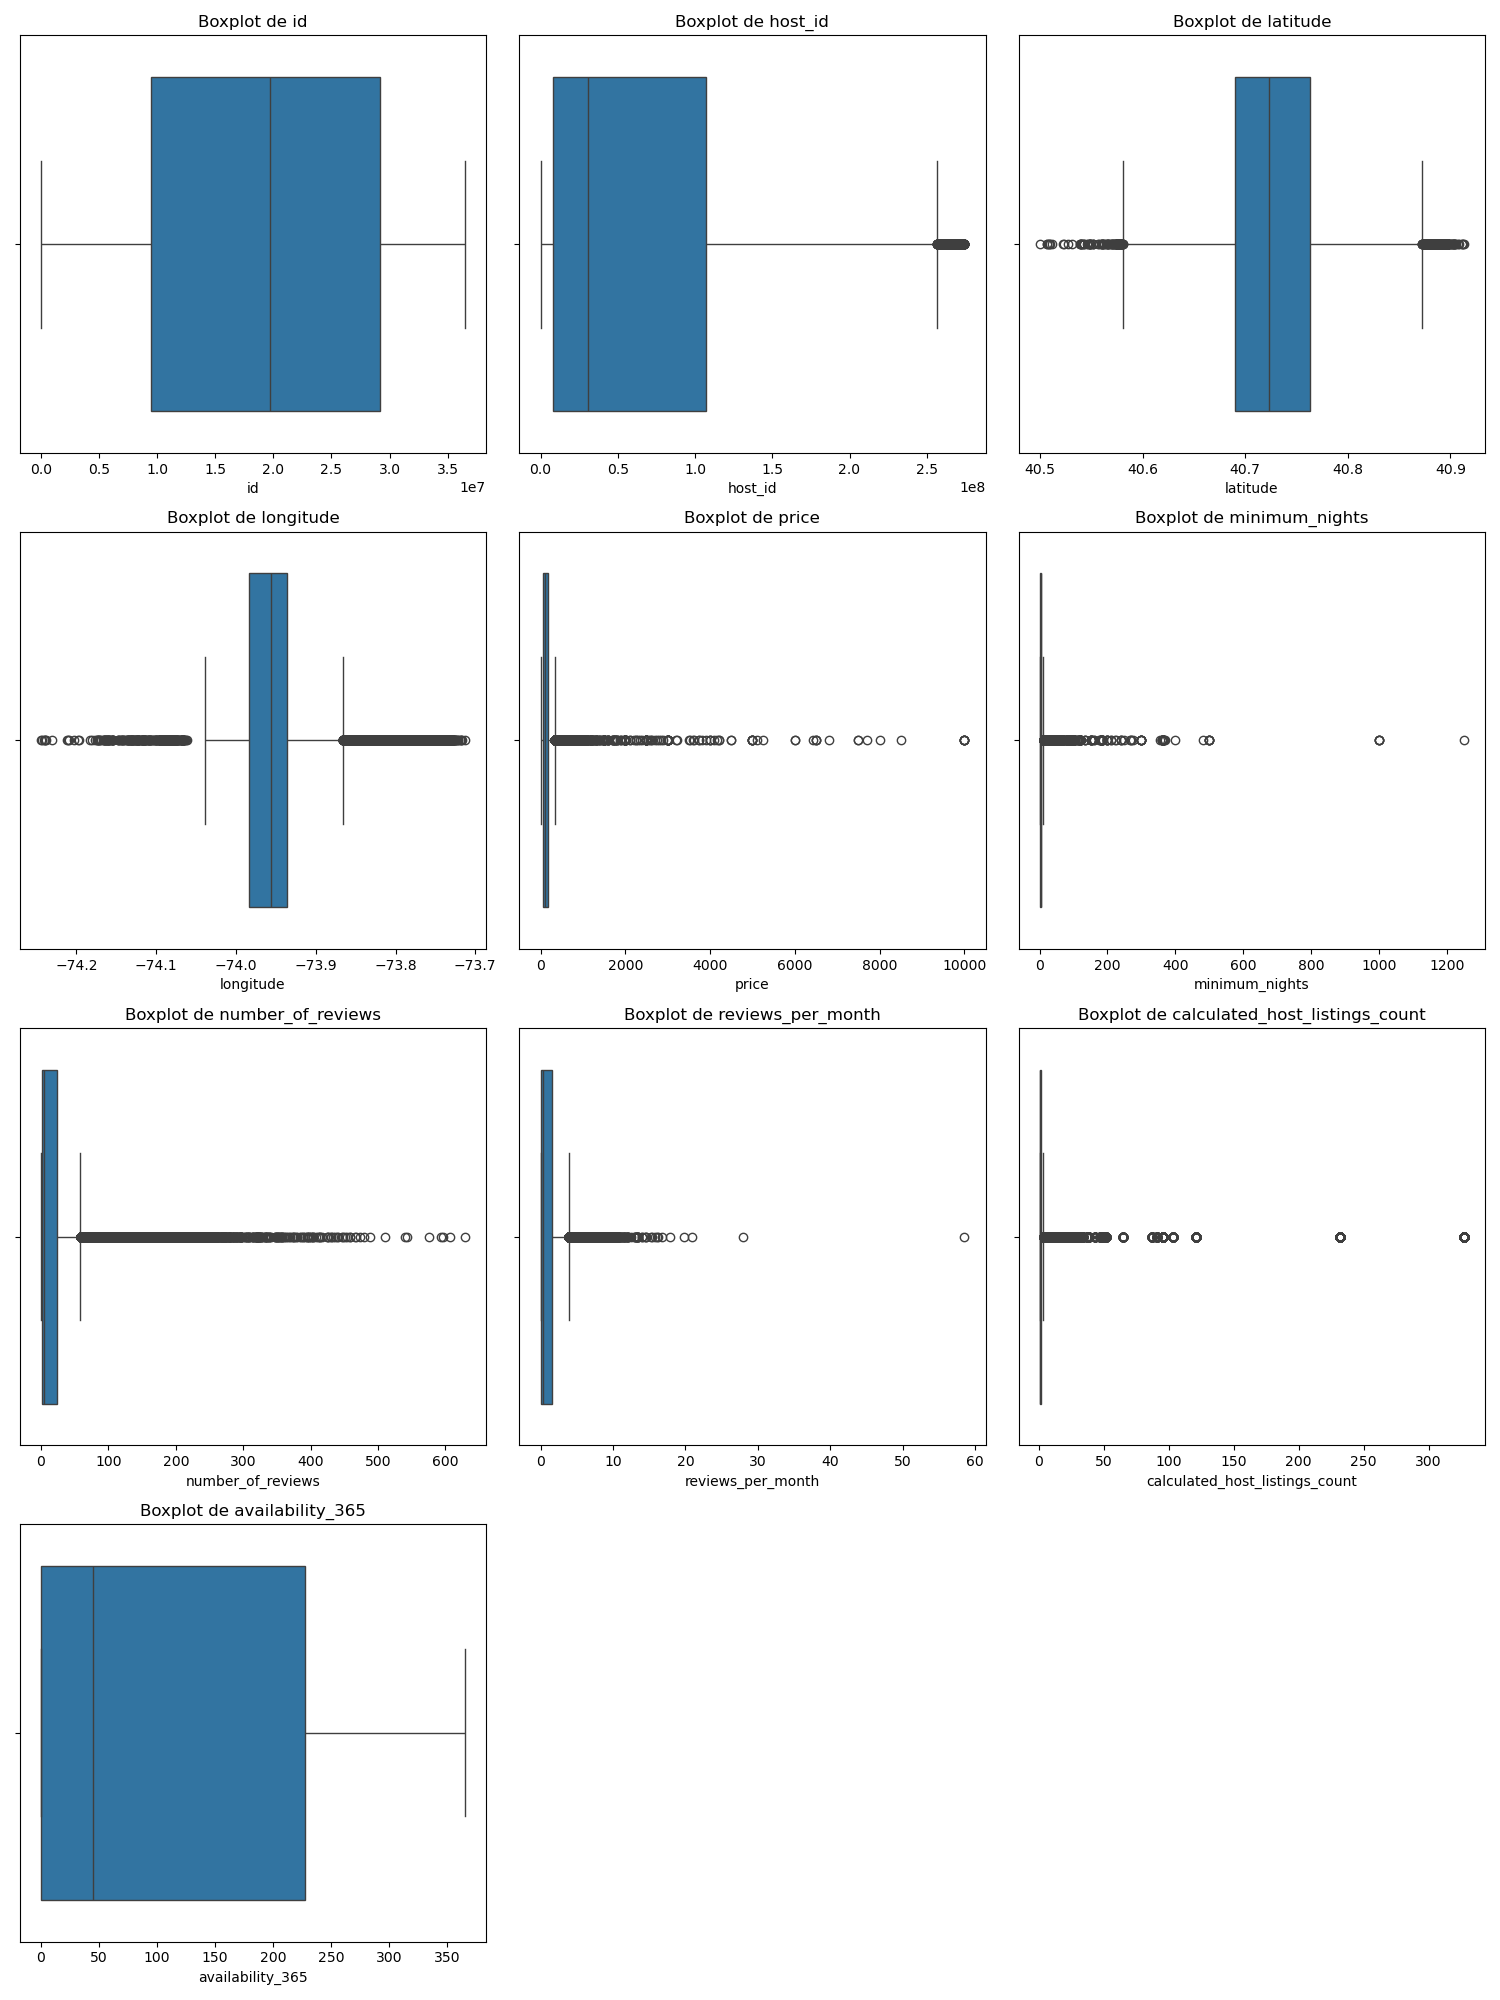 Boxplot de id
0.0 0.5 1.0 1.5 2.0 2.5 3.0 3.5
1e7
id
Boxplot de host_id
0.0 0.5 1.0 1.5 2.0 2.5
1e8
host_id
Boxplot de latitude
40.5 40.6 40.7 40.8 40.9
latitude
Boxplot de longitude
−74.2 −74.1 −74.0 −73.9 −73.8 −73.7
longitude
Boxplot de price
0 2000 4000 6000 8000 10000
price
Boxplot de minimum_nights
0 200 400 600 800 1000 1200
minimum_nights
Boxplot de number_of_reviews
0 100 200 300 400 500 600
number_of_reviews
Boxplot de reviews_per_month
0 10 20 30 40 50 60
reviews_per_month
Boxplot de calculated_host_listings_count
0 50 100 150 200 250 300
calculated_host_listings_count
Boxplot de availability_365
0 50 100 150 200 250 300 350
availability_365